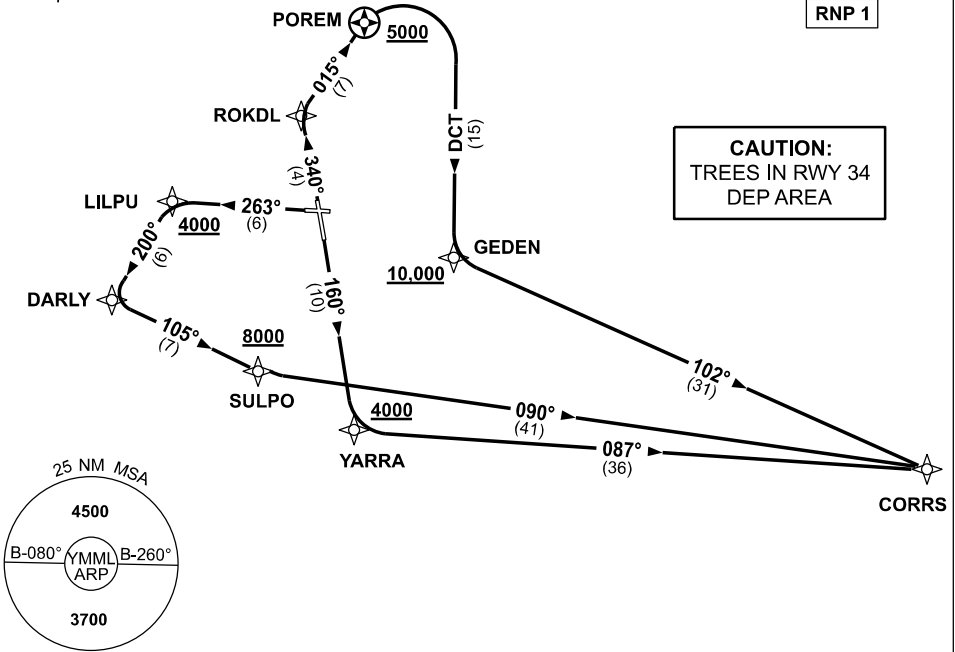 POREM
5000
RNP 1
015°
(7)
ROKDL
DCT
(15)
CAUTION:
TREES IN RWY 34
DEP AREA
340°
(4)
LILPU
4000
263°
(6)
200°
(9)
GEDEN
10,000
160°
(10)
DARLY
105°
(7)
8000
SULPO
102°
(31)
4000
090°
(41)
YARRA
087°
(36)
CORRS
25 NM MSA
4500
B-080°
YMML
ARP
B-260°
3700